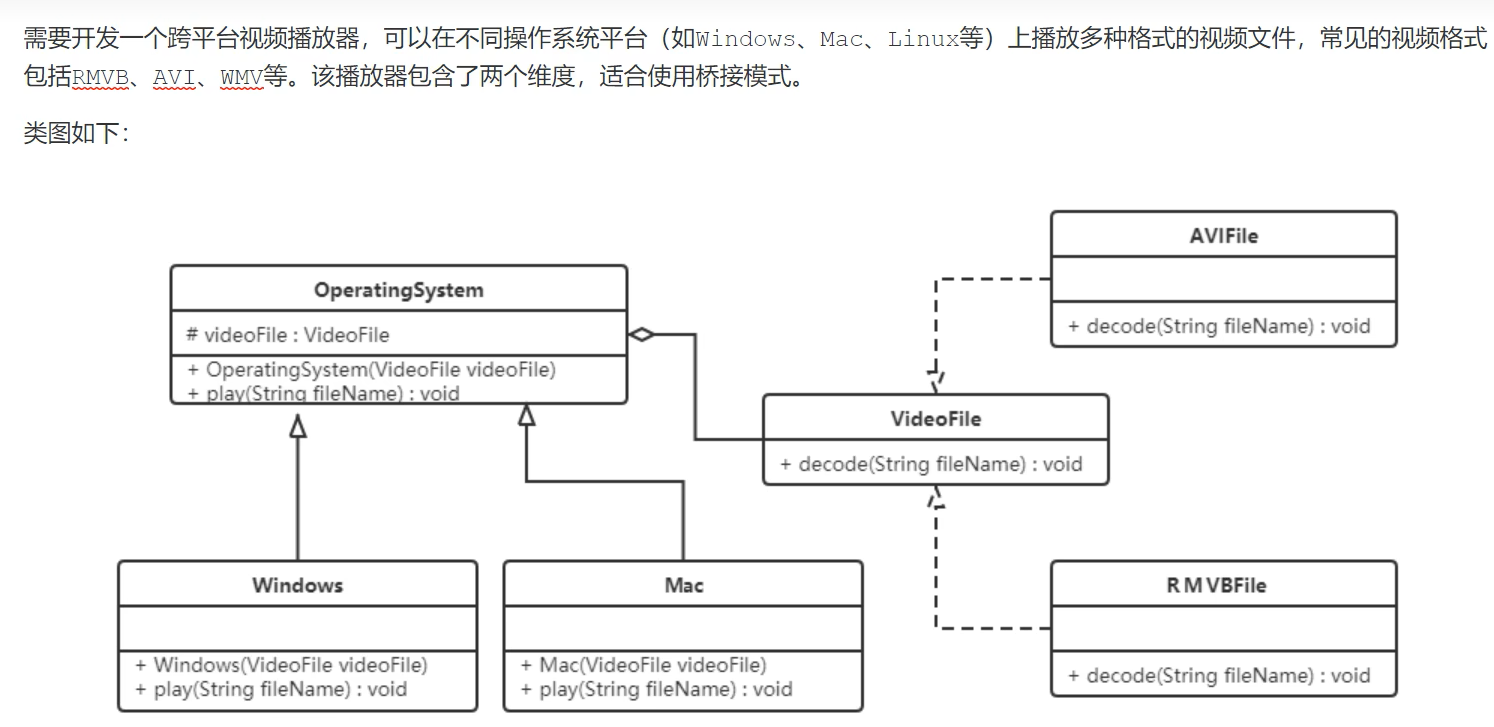 需要开发一个跨平台视频播放器，可以在不同操作系统平台（如Windows、Mac、Linux等）上播放多种格式的视频文件，常见的视频格式
包括RMVB、AVI、WMV等。该播放器包含了两个维度，适合使用桥接模式。
类图如下：
AVIFile
+ decode(String fileName) : void
OperatingSystem
# videoFile : VideoFile
+ OperatingSystem(VideoFile videoFile)
+ play(String fileName) : void
VideoFile
+ decode(String fileName) : void
Windows
+ Windows(VideoFile videoFile)
+ play(String fileName) : void
Mac
+ Mac(VideoFile videoFile)
+ play(String fileName) : void
RMVBFile
+ decode(String fileName) : void